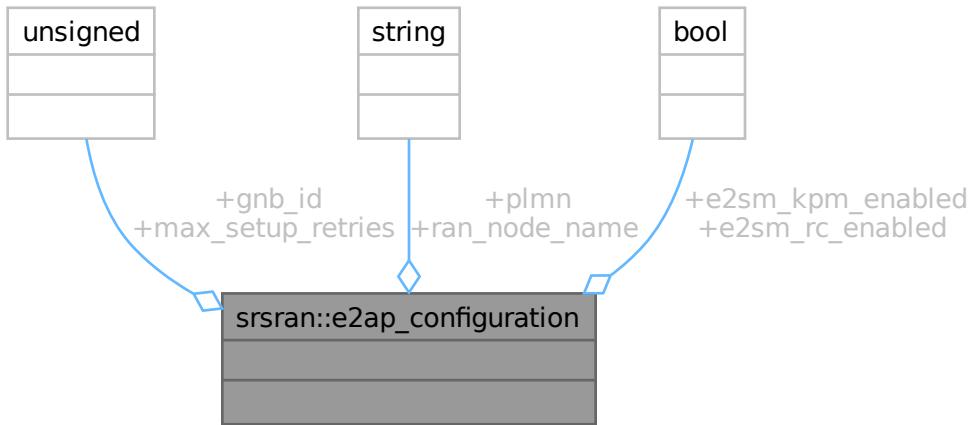 unsigned
string
bool
+gnb_id
+max_setup_retries
+plmn
+ran_node_name
+e2sm_kpm_enabled
+e2sm_rc_enabled
srsran::e2ap_configuration